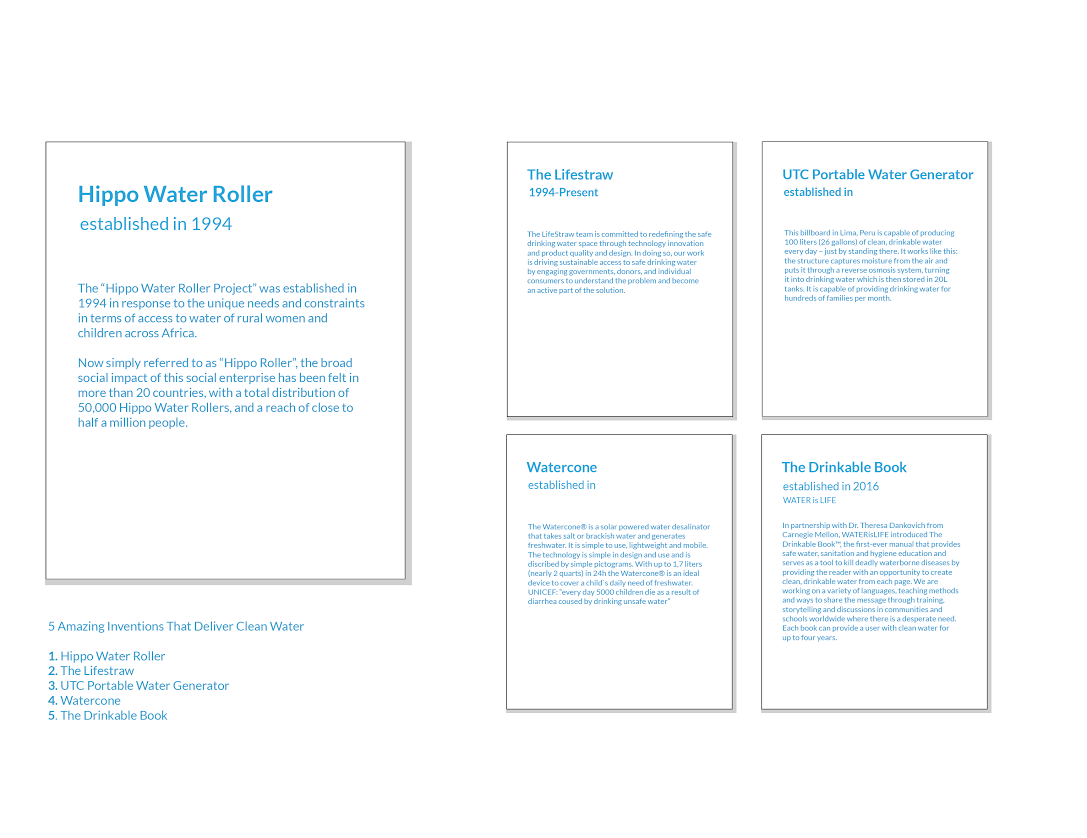 Hippo Water Roller
established in 1994
The “Hippo Water Roller Project” was established in
1994 in response to the unique needs and constraints
in terms of access to water of rural women and
children across Africa.
Now simply referred to as “Hippo Roller”, the broad
social impact of this social enterprise has been felt in
more than 20 countries, with a total distribution of
50,000 Hippo Water Rollers, and a reach of close to
half a million people.
5 Amazing Inventions That Deliver Clean Water
1. Hippo Water Roller
2. The Lifestraw
3. UTC Portable Water Generator
4. Watercone
5. The Drinkable Book
The Lifestraw
1994-Present
The LifeStraw team is committed to redefining the safe
drinking water space through technology innovation
and product quality and design. In doing so, our work
is driving sustainable access to safe drinking water
by engaging governments, donors, and individual
consumers to understand the problem and become
an active part of the solution.
UTC Portable Water Generator
established in
This billboard in Lima, Peru is capable of producing
100 liters (26 gallons) of clean, drinkable water
every day – just by standing there. It works like this:
the structure captures moisture from the air and
puts it through a reverse osmosis system, turning
it into drinking water which is then stored in 20L
tanks. It is capable of providing drinking water for
hundreds of families per month.
Watercone
established in
The Watercone® is a solar powered water desalinator
that takes salt or brackish water and generates
freshwater. It is simple to use, lightweight and mobile.
The technology is simple in design and use and is
discribed by simple pictograms. With up to 1,7 liters
(nearly 2 quarts) in 24h the Watercone® is an ideal
device to cover a child`s daily need of freshwater.
UNICEF: “every day 5000 children die as a result of
diarrhea caused by drinking unsafe water”
The Drinkable Book
established in 2016
WATER is LIFE
In partnership with Dr. Theresa Dankovich from
Carnegie Mellon, WATERisLIFE introduced The
Drinkable Book™, the first-ever manual that provides
safe water, sanitation and hygiene education and
serves as a tool to kill deadly waterborne diseases by
providing the reader with an opportunity to create
clean, drinkable water from each page. We are
working on a variety of languages, teaching methods
and ways to share the message through training,
storytelling and discussions in communities and
schools worldwide where there is a desperate need.
Each book can provide a user with clean water for
up to four years.